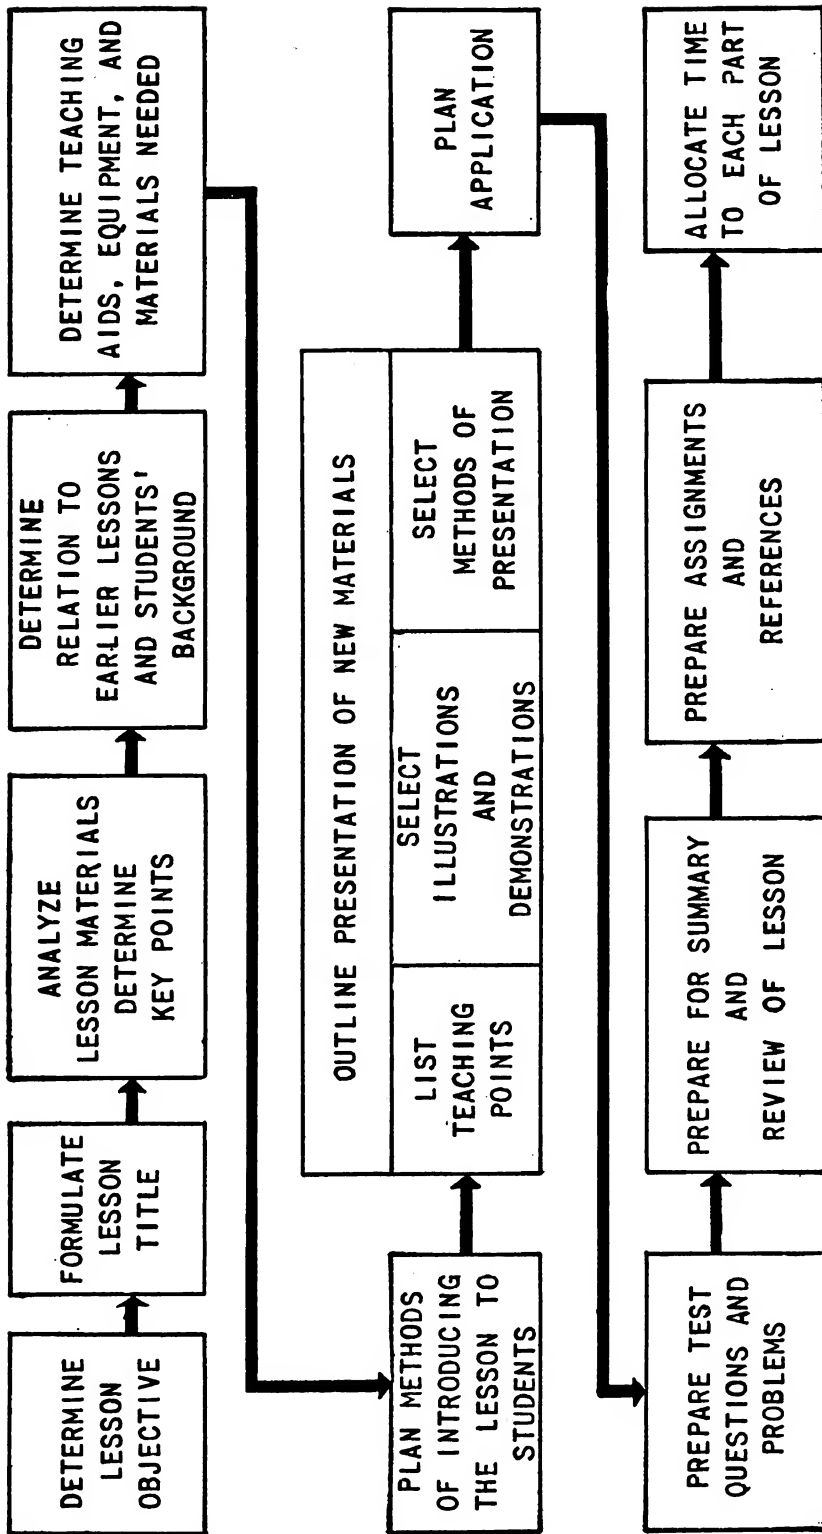 DETERMINE
LESSON
OBJECTIVE
FORMULATE
LESSON
TITLE
ANALYZE
LESSON MATERIALS
DETERMINE
KEY POINTS
DETERMINE
RELATION TO
EARLIER LESSONS
AND STUDENTS'
BACKGROUND
DETERMINE TEACHING
AIDS, EQUIPMENT, AND
MATERIALS NEEDED
PLAN METHODS
OF INTRODUCING
THE LESSON TO
STUDENTS
OUTLINE PRESENTATION OF NEW MATERIALS
LIST
TEACHING
POINTS
SELECT
ILLUSTRATIONS
AND
DEMONSTRATIONS
SELECT
METHODS OF
PRESENTATION
PLAN
APPLICATION
PREPARE TEST
QUESTIONS AND
PROBLEMS
PREPARE FOR SUMMARY
AND
REVIEW OF LESSON
PREPARE ASSIGNMENTS
AND
REFERENCES
ALLOCATE TIME
TO EACH PART
OF LESSON